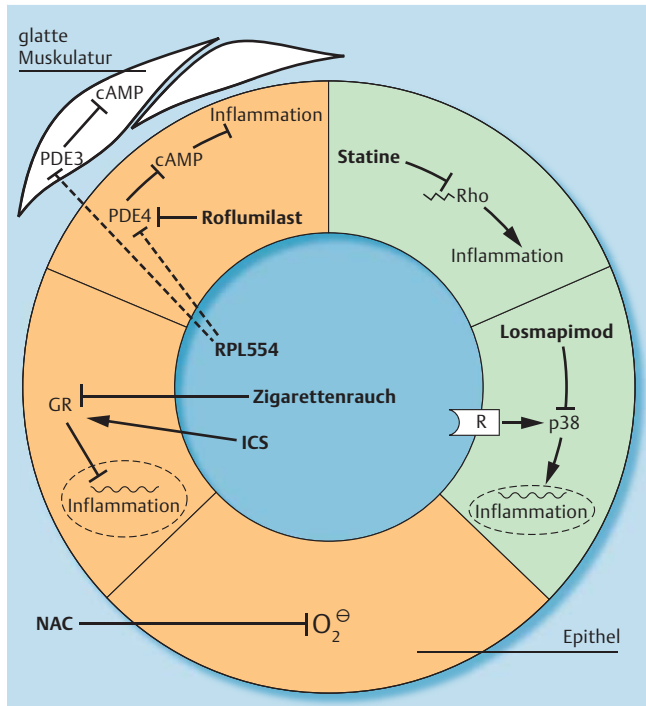 glatte
Muskulatur
cAMP
PDE3
Inflammation
cAMP
PDE4
Roflumilast
Statine
Rho
Inflammation
RPL554
Losmapimod
Zigarettenrauch
GR
ICS
R
p38
Inflammation
Inflammation
NAC
O₂⊖
Epithel